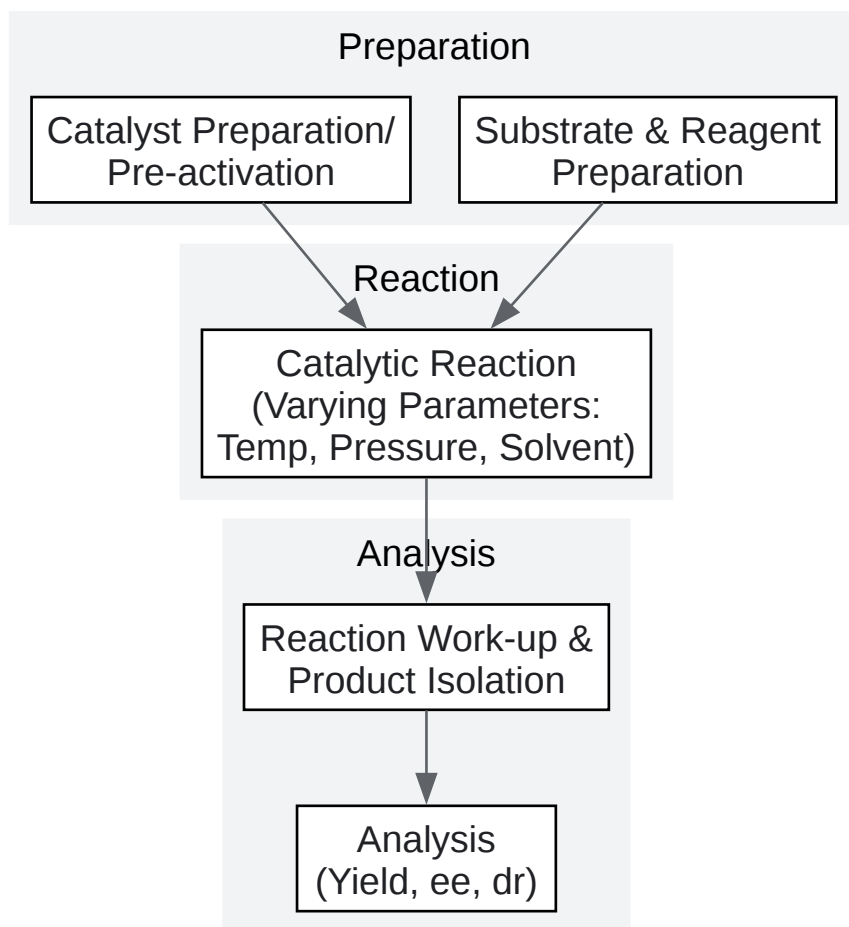 Preparation
Catalyst Preparation/
Pre-activation
Substrate & Reagent
Preparation
Reaction
Catalytic Reaction
(Varying Parameters:
Temp, Pressure, Solvent)
Analysis
Reaction Work-up &
Product Isolation
Analysis
(Yield, ee, dr)